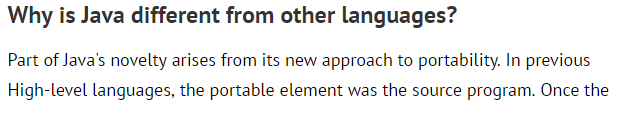 Why is Java different from other languages?
Part of Java's novelty arises from its new approach to portability. In previous
High-level languages, the portable element was the source program. Once the